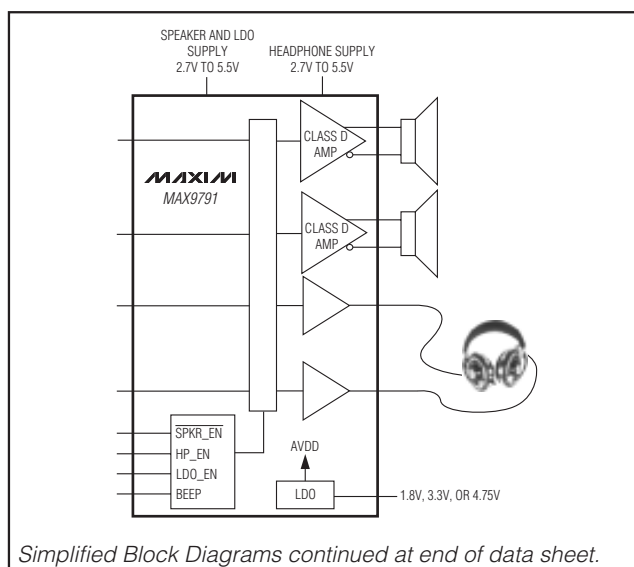 SPEAKER AND LDO
SUPPLY
2.7V TO 5.5V
HEADPHONE SUPPLY
2.7V TO 5.5V
CLASS D
AMP
MAXIM
MAX9791
CLASS D
AMP
SPKR_EN
HP_EN
LDO_EN
BEEP
AVDD
LDO
1.8V, 3.3V, OR 4.75V
Simplified Block Diagrams continued at end of data sheet.